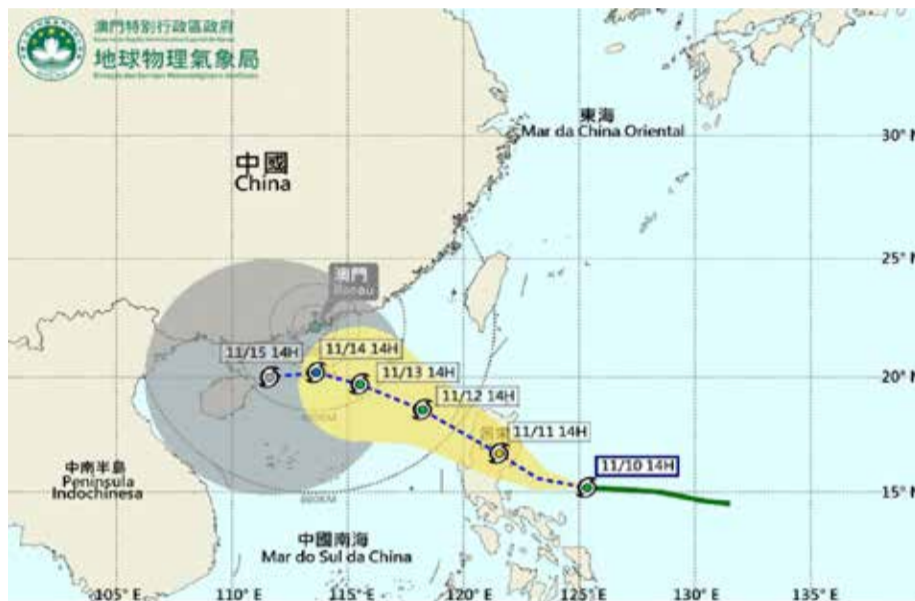 澳門特別行政區政府
地球物理氣象局
東海
Mar da China Oriental
30° N
中國
China
25° N
澳門
Macau
11/15 14H
11/14 14H
11/13 14H
20° N
11/12 14H
11/11 14H
11/10 14H
中南半島
Península
Indochinesa
15° N
中國南海
Mar do Sul da China
105° E
110° E
115° E
120° E
125° E
130° E
135° E